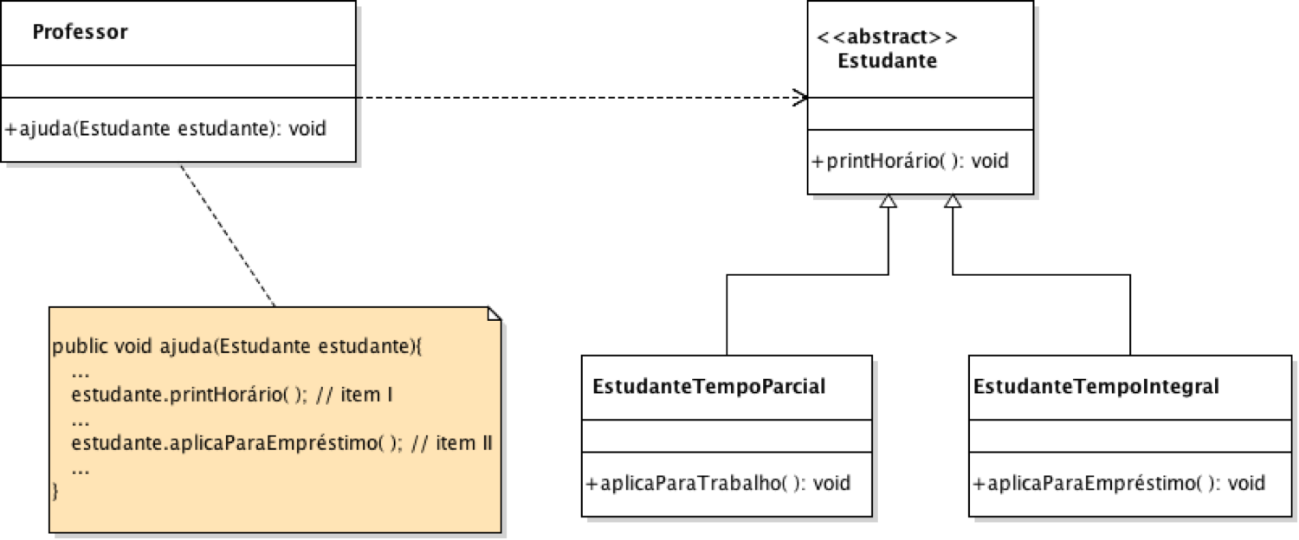 Professor
+ajuda(Estudante estudante): void
<<abstract>>
Estudante
+printHorário( ): void
public void ajuda(Estudante estudante){
...
estudante.printHorário( ); // item I
...
estudante.aplicaParaEmpréstimo( ); // item II
...
}
EstudanteTempoParcial
+aplicaParaTrabalho( ): void
EstudanteTempoIntegral
+aplicaParaEmpréstimo( ): void